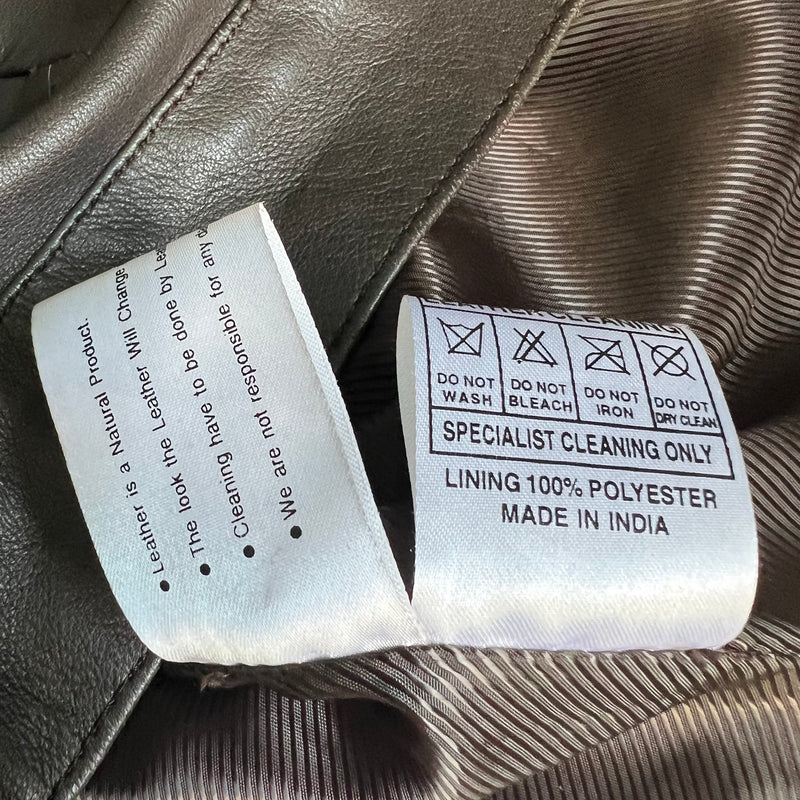 Leather is a Natural Product.
The look the Leather Will Change
Cleaning have to be done by
We are not responsible for any
LEATHER CLEANING
DO NOT WASH
DO NOT BLEACH
DO NOT IRON
DO NOT DRY CLEAN
SPECIALIST CLEANING ONLY
LINING 100% POLYESTER
MADE IN INDIA